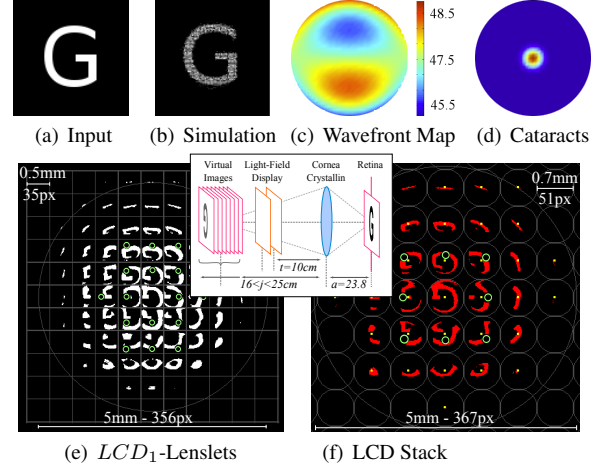 G
G
48.5
47.5
46.5
45.5
(a) Input
(b) Simulation
(c) Wavefront Map
(d) Cataracts
0.5mm
35px
Virtual
Images
Light-Field
Display
Cornea
Crystallin
Retina
G
G
t=10cm
16<j<25cm
a=23.8
0.7mm
51px
5mm - 356px
5mm - 367px
(e) LCD1-Lenslets
(f) LCD Stack